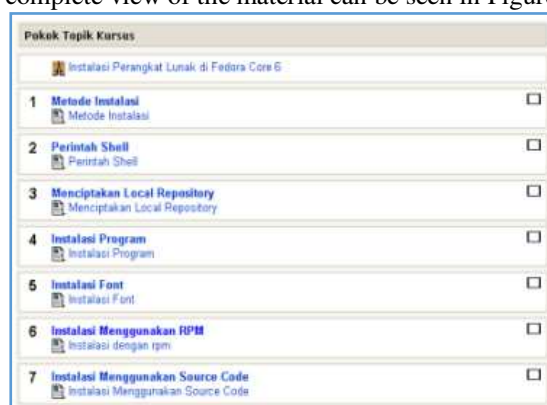 complete view of the material can be seen in Figure
Pokok Topik Kursus
Instalasi Perangkat Lunak di Fedora Core 6
1 Metode Instalasi
Metode Instalasi
2 Perintah Shell
Perintah Shell
3 Menciptakan Local Repository
Menciptakan Local Repository
4 Instalasi Program
Instalasi Program
5 Instalasi Font
Instalasi Font
6 Instalasi Menggunakan RPM
Instalasi dengan rpm
7 Instalasi Menggunakan Source Code
Instalasi Menggunakan Source Code